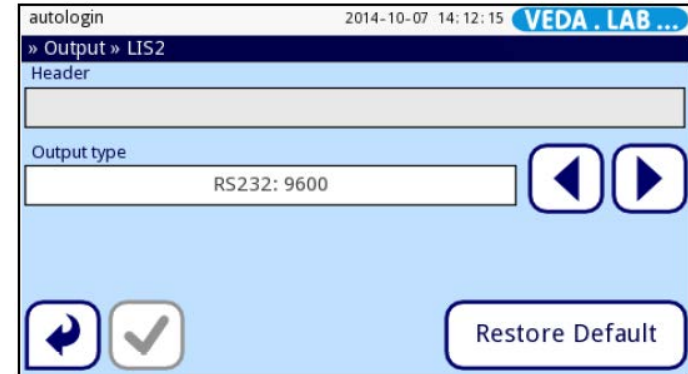 autologin 2014-10-07 14:12:15 VEDA . LAB ...
» Output » LIS2
Header
Output type
RS232: 9600
Restore Default